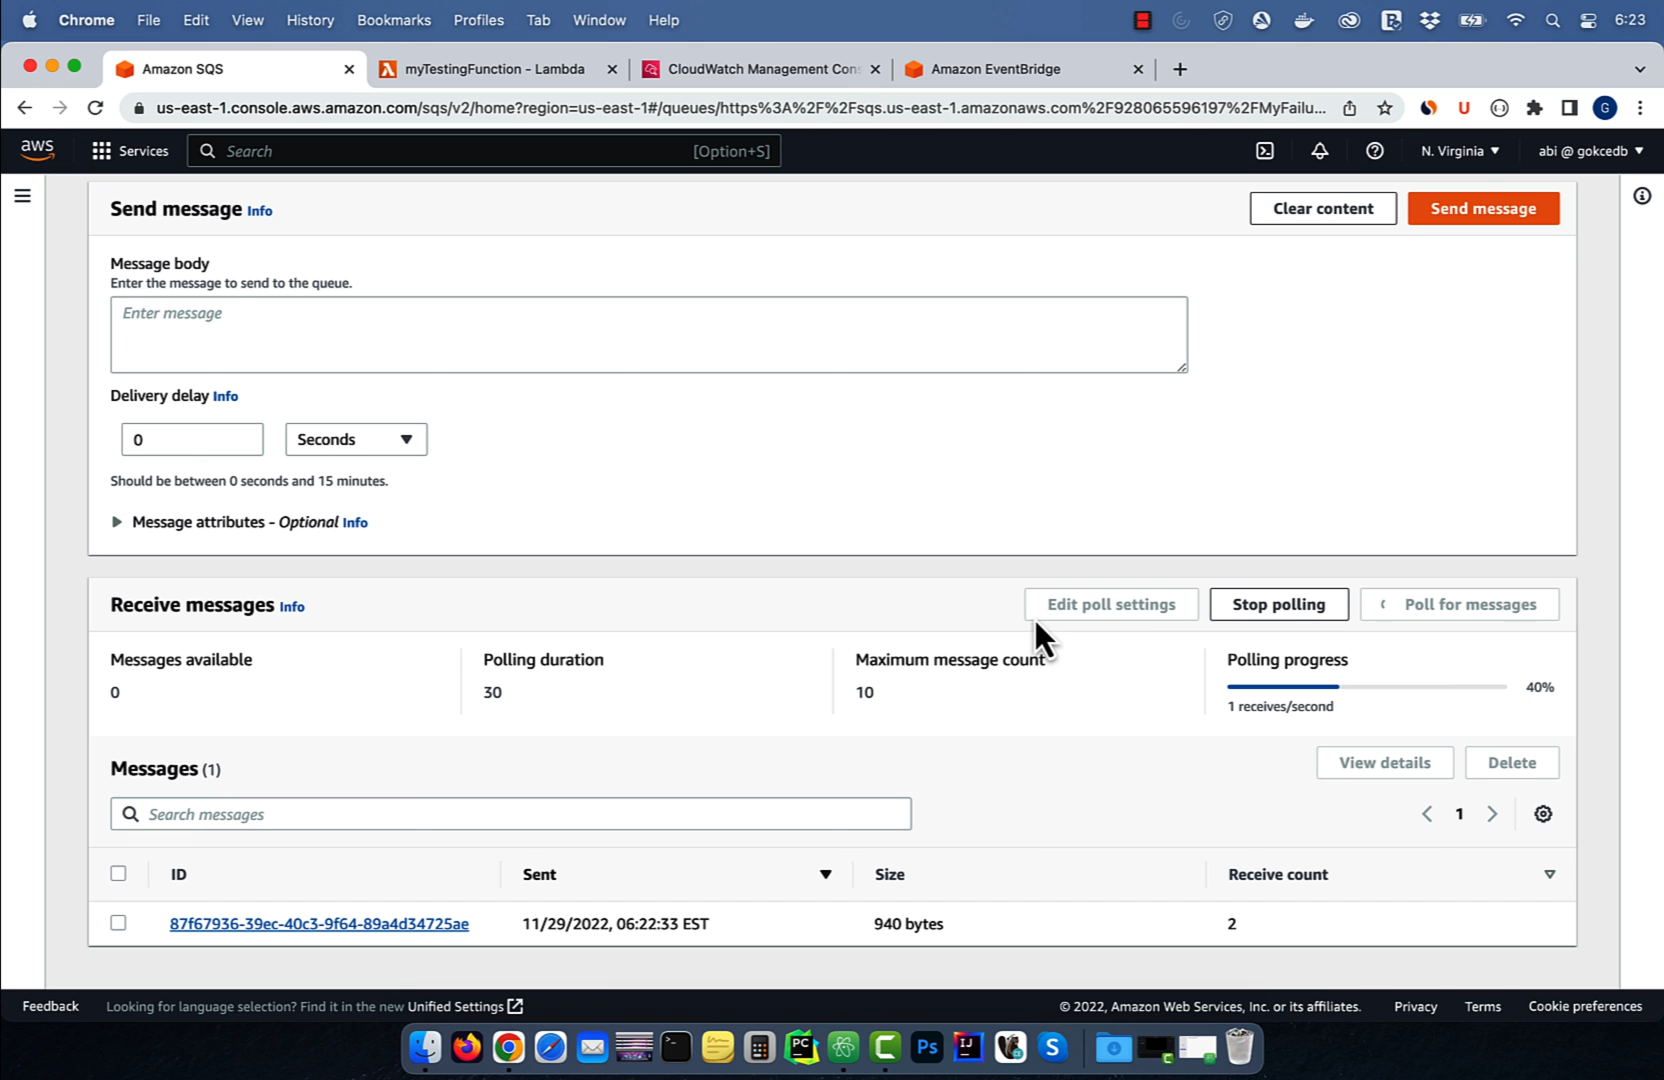 Chrome File Edit View History Bookmarks Profiles Tab Window Help 6:23
Amazon SQS myTestingFunction - Lambda CloudWatch Management Con Amazon EventBridge
us-east-1.console.aws.amazon.com/sqs/v2/home?region=us-east-1#/queues/https%3A%2F%2Fsqs.us-east-1.amazonaws.com%2F928065596197%2FMyFailu... U G
aws Services Search [Option+S] N. Virginia abi @ gokcedb
Send message Info Clear content Send message
Message body
Enter the message to send to the queue.
Enter message
Delivery delay Info
0 Seconds
Should be between 0 seconds and 15 minutes.
Message attributes - Optional Info
Receive messages Info Edit poll settings Stop polling Poll for messages
Messages available Polling duration Maximum message count Polling progress
0 30 10 40%
1 receives/second
Messages (1) View details Delete
Search messages 1
ID Sent Size Receive count
87f67936-39ec-40c3-9f64-89a4d34725ae 11/29/2022, 06:22:33 EST 940 bytes 2
Feedback Looking for language selection? Find it in the new Unified Settings © 2022, Amazon Web Services, Inc. or its affiliates. Privacy Terms Cookie preferences
PC C Ps IJ S